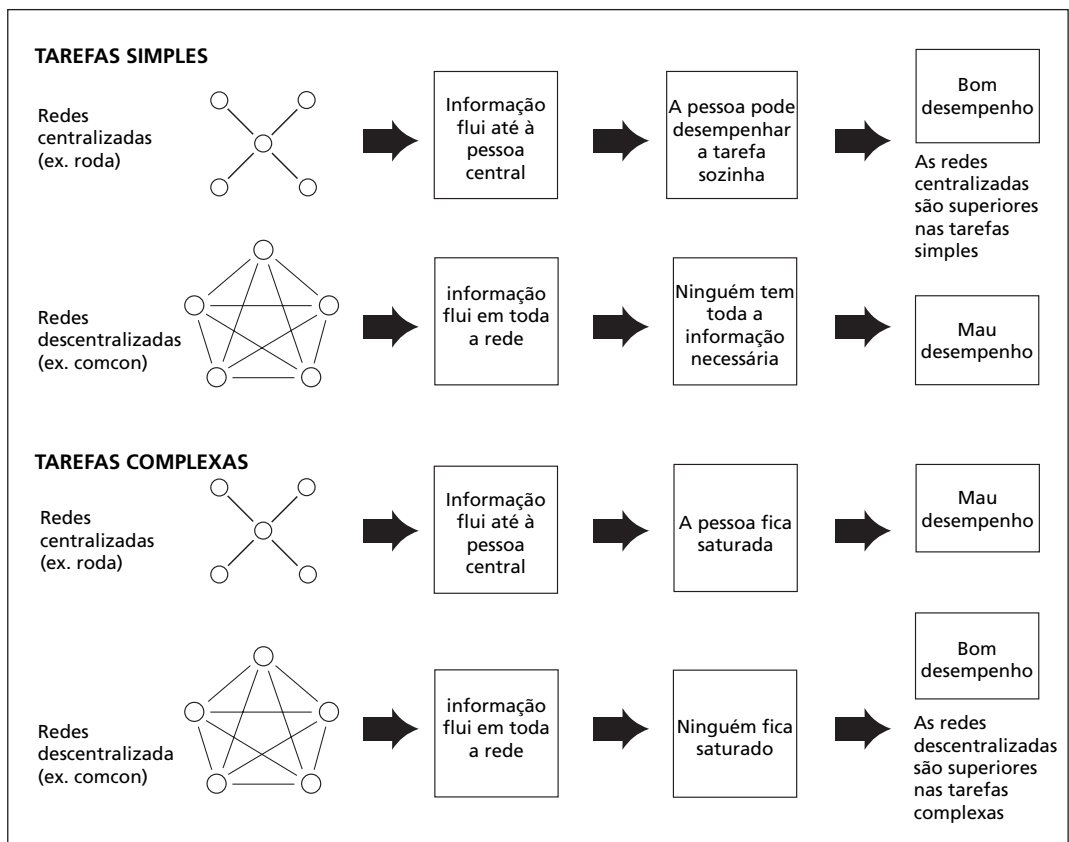 TAREFAS SIMPLES
Redes
centralizadas
(ex. roda)
Informação
flui até à
pessoa
central
A pessoa pode
desempenhar
a tarefa
sozinha
Bom
desempenho
As redes
centralizadas
são superiores
nas tarefas
simples
Redes
descentralizadas
(ex. comcon)
informação
flui em toda
a rede
Ninguém tem
toda a
informação
necessária
Mau
desempenho
TAREFAS COMPLEXAS
Redes
centralizadas
(ex. roda)
Informação
flui até à
pessoa
central
A pessoa fica
saturada
Mau
desempenho
Redes
descentralizada
(ex. comcon)
informação
flui em toda
a rede
Ninguém fica
saturado
Bom
desempenho
As redes
descentralizadas
são superiores
nas tarefas
complexas